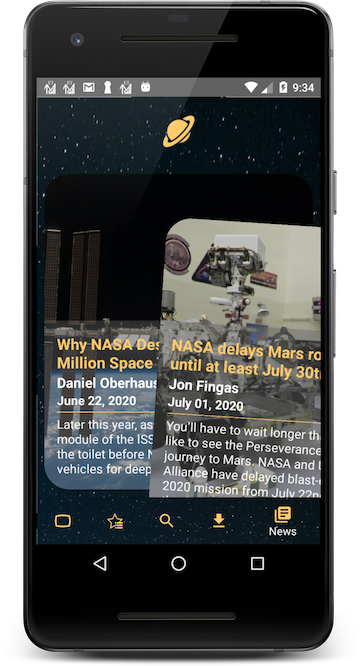 9:34
Why NASA Des
Million Space
Daniel Oberhaus
June 22, 2020
Later this year, as
module of the ISS
the toilet before N
vehicles for deep
NASA delays Mars ro
until at least July 30th
Jon Fingas
July 01, 2020
You'll have to wait longer tha
like to see the Perseverance
journey to Mars. NASA and
Alliance have delayed blast-
2020 mission from July 22n
News